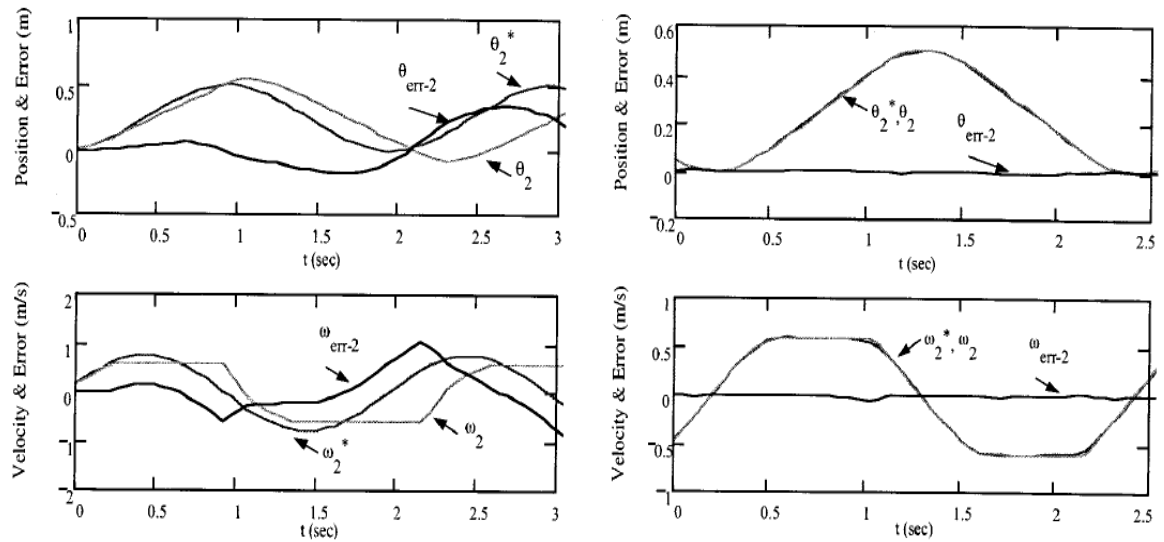 Position & Error (m)
1
0.5
0
-0.5
θ2*
θerr-2
θ2
0 0.5 1 1.5 2 2.5 3
t (sec)
Position & Error (m)
0.6
0.4
0.2
0
-0.2
θ2*,θ2
θerr-2
0 0.5 1 1.5 2 2.5
t (sec)
Velocity & Error (m/s)
2
1
0
-1
-2
ωerr-2
ω2*
ω2
0 0.5 1 1.5 2 2.5 3
t (sec)
Velocity & Error (m/s)
1
0.5
0
-0.5
-1
ω2*, ω2
ωerr-2
0 0.5 1 1.5 2 2.5
t (sec)